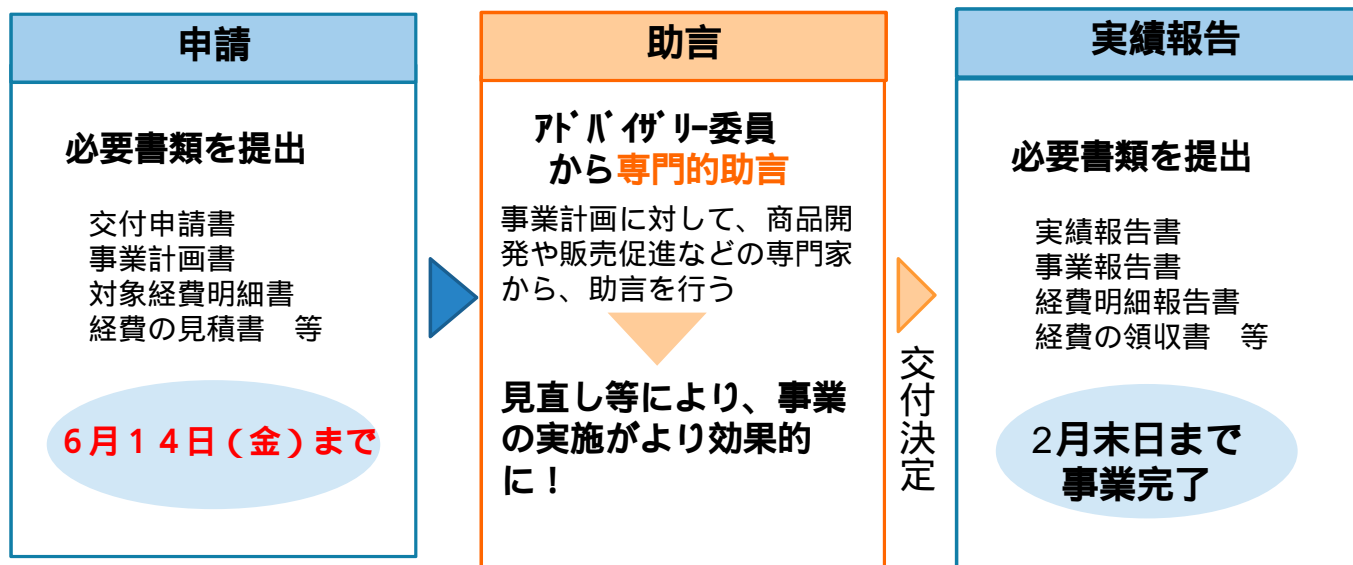 申請
必要書類を提出
交付申請書
事業計画書
対象経費明細書
経費の見積書　等
６月１４日（金）まで
助言
ｱﾄﾞﾊﾞｲｻﾞﾘｰ委員
から専門的助言
事業計画に対して、商品開
発や販売促進などの専門家
から、助言を行う
見直し等により、事業
の実施がより効果的
に！
交付決定
実績報告
必要書類を提出
実績報告書
事業報告書
経費明細報告書
経費の領収書　等
2月末日まで
事業完了